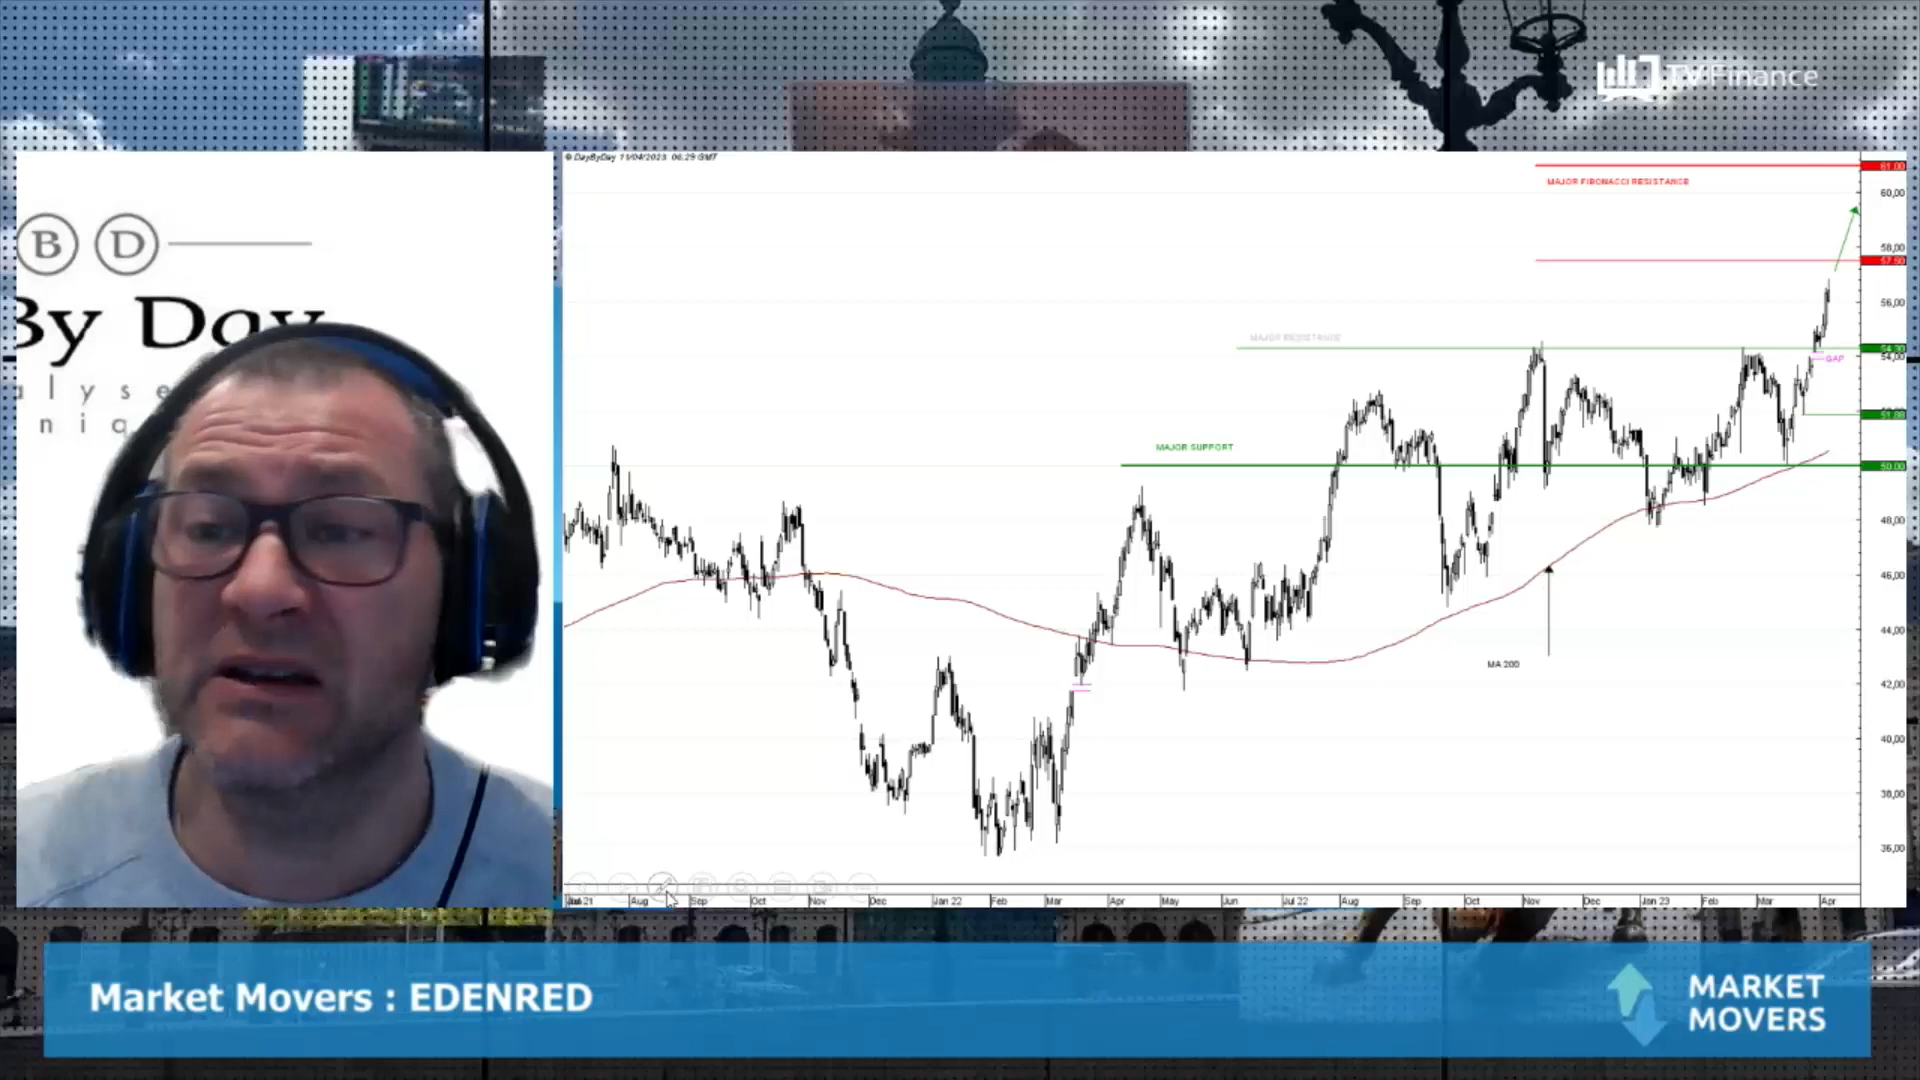 TV Finance
B D
By Day
alyse
niq
© DayByDay 11/04/2023 06:29 GMT
MAJOR FIBONACCI RESISTANCE
MAJOR RESISTANCE
GAP
MAJOR SUPPORT
MA 200
61,00
60,00
58,00
57,50
56,00
54,30
54,00
50,00
48,00
46,00
44,00
42,00
40,00
38,00
36,00
Aug Sep Oct Nov Dec Jan 22 Feb Mar Apr May Jun Jul 22 Aug Sep Oct Nov Dec Jan 23 Feb Mar Apr
Market Movers : EDENRED
MARKET
MOVERS